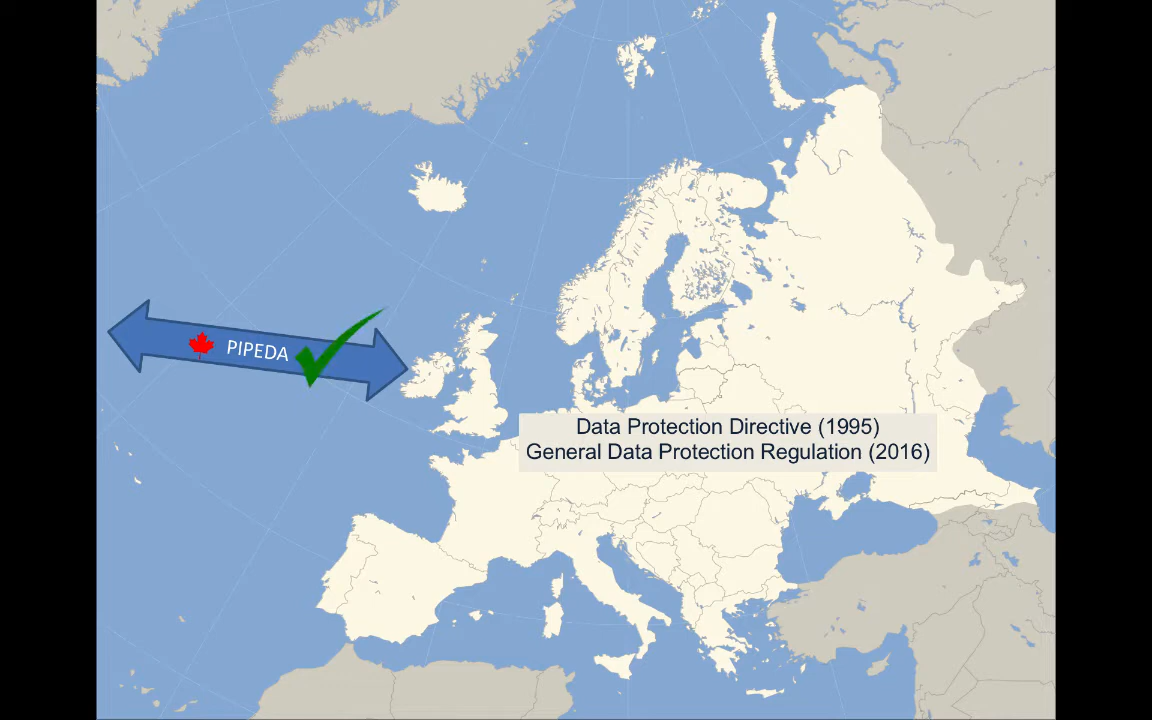 PIPEDA
Data Protection Directive (1995)
General Data Protection Regulation (2016)